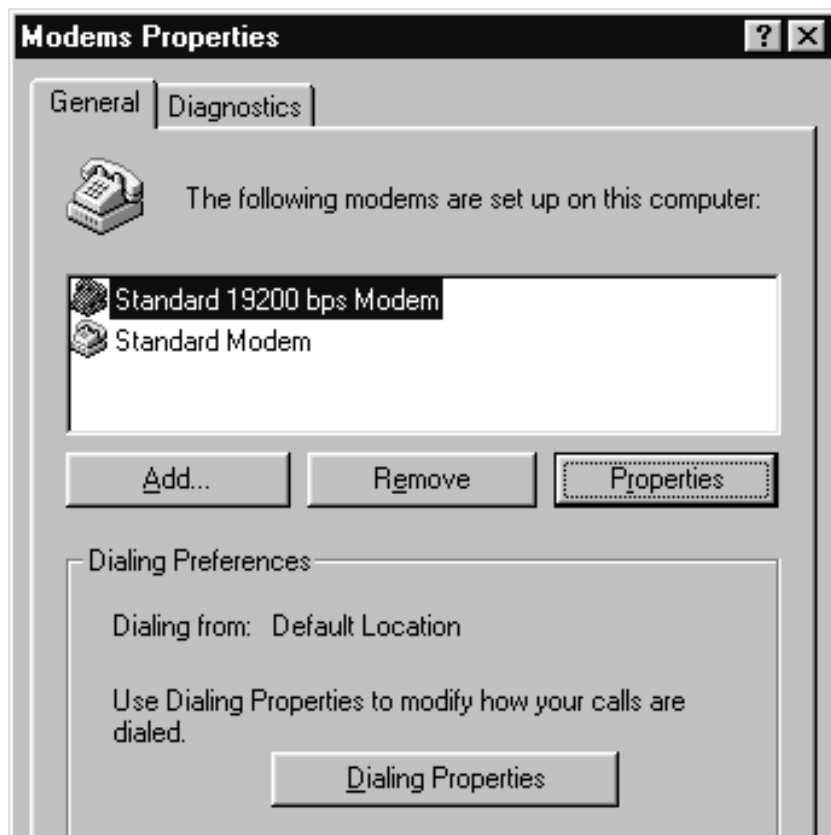 Modems Properties
General Diagnostics
The following modems are set up on this computer:
Standard 19200 bps Modem
Standard Modem
Add... Remove Properties
Dialing Preferences
Dialing from: Default Location
Use Dialing Properties to modify how your calls are
dialed.
Dialing Properties